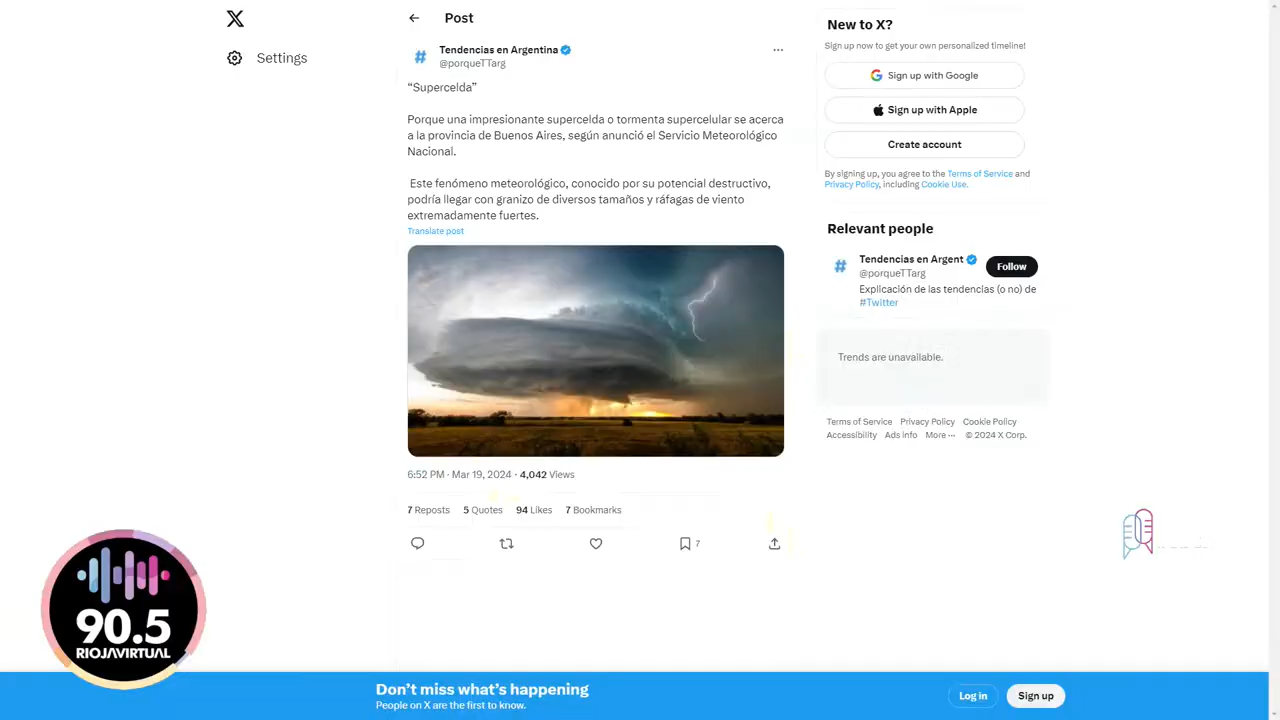 Post
Settings
Tendencias en Argentina
@porqueTTarg
“Supercelda”
Porque una impresionante supercelda o tormenta supercelular se acerca
a la provincia de Buenos Aires, según anunció el Servicio Meteorológico
Nacional.
Este fenómeno meteorológico, conocido por su potencial destructivo,
podría llegar con granizo de diversos tamaños y ráfagas de viento
extremadamente fuertes.
Translate post
6:52 PM · Mar 19, 2024 · 4,042 Views
7 Reposts 5 Quotes 94 Likes 7 Bookmarks
7
New to X?
Sign up now to get your own personalized timeline!
Sign up with Google
Sign up with Apple
Create account
By signing up, you agree to the Terms of Service and
Privacy Policy, including Cookie Use.
Relevant people
Tendencias en Argent
@porqueTTarg
Follow
Explicación de las tendencias (o no) de
#Twitter
Trends are unavailable.
Terms of Service Privacy Policy Cookie Policy
Accessibility Ads info More ··· © 2024 X Corp.
90.5
RIOJAVIRTUAL
Don’t miss what’s happening
People on X are the first to know.
Log in
Sign up